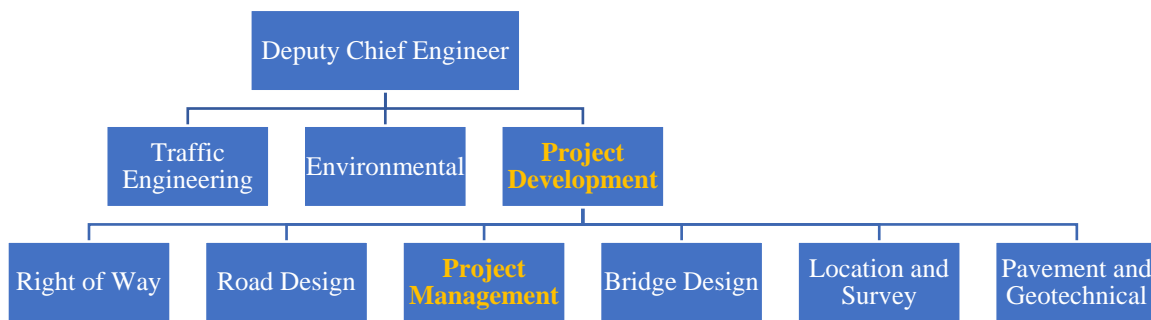 Deputy Chief Engineer
Traffic
Engineering
Environmental
Project
Development
Right of Way
Road Design
Project
Management
Bridge Design
Location and
Survey
Pavement and
Geotechnical